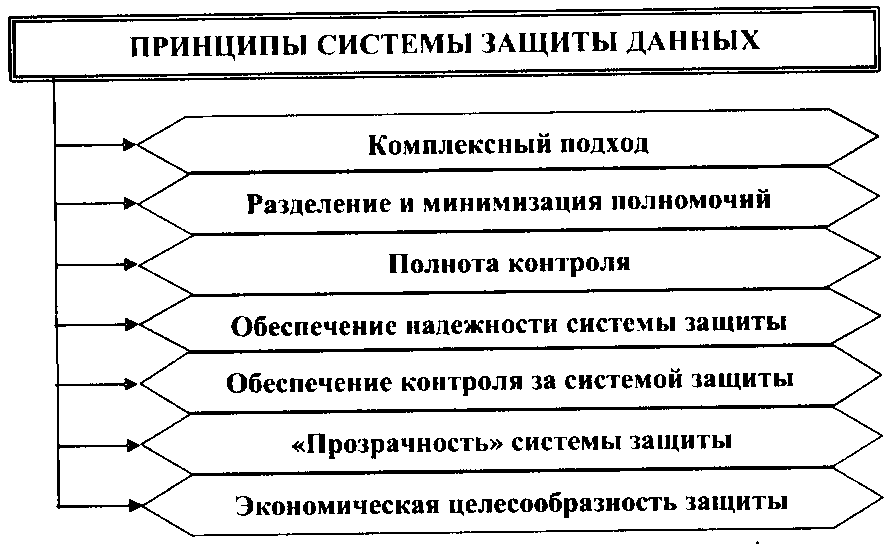 ПРИНЦИПЫ СИСТЕМЫ ЗАЩИТЫ ДАННЫХ
Комплексный подход
Разделение и минимизация полномочий
Полнота контроля
Обеспечение надежности системы защиты
Обеспечение контроля за системой защиты
«Прозрачность» системы защиты
Экономическая целесообразность защиты